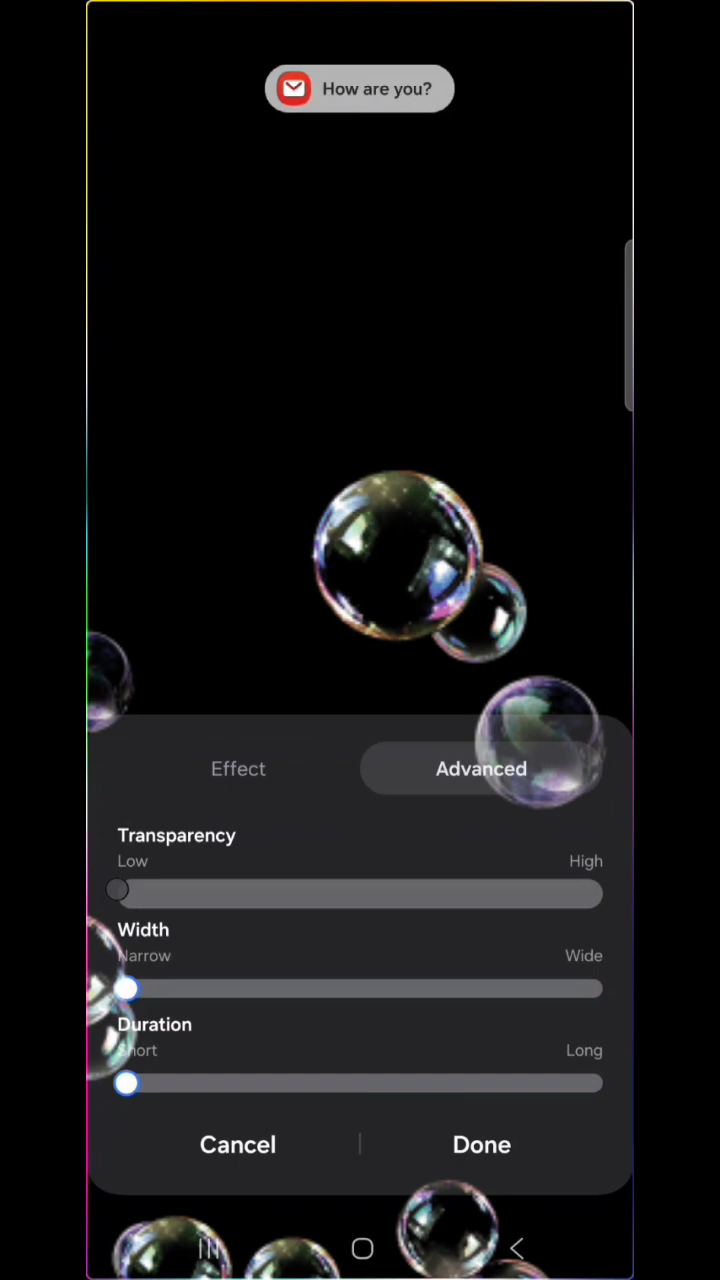 How are you?
Effect
Advanced
Transparency
Low
High
Width
Narrow
Wide
Duration
Short
Long
Cancel
Done